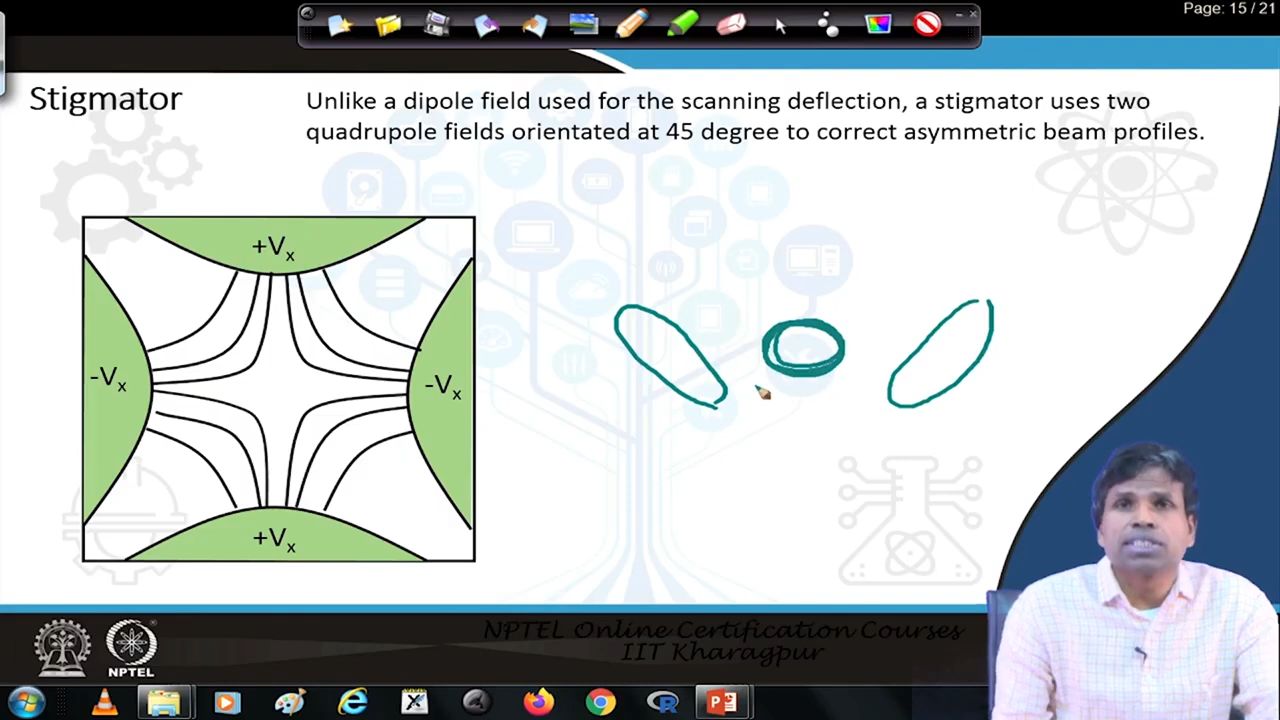 Page: 15 / 21
Stigmator
Unlike a dipole field used for the scanning deflection, a stigmator uses two
quadrupole fields orientated at 45 degree to correct asymmetric beam profiles.
+Vx
-Vx
-Vx
+Vx
NPTEL Online Certification Courses
IIT Kharagpur
NPTEL